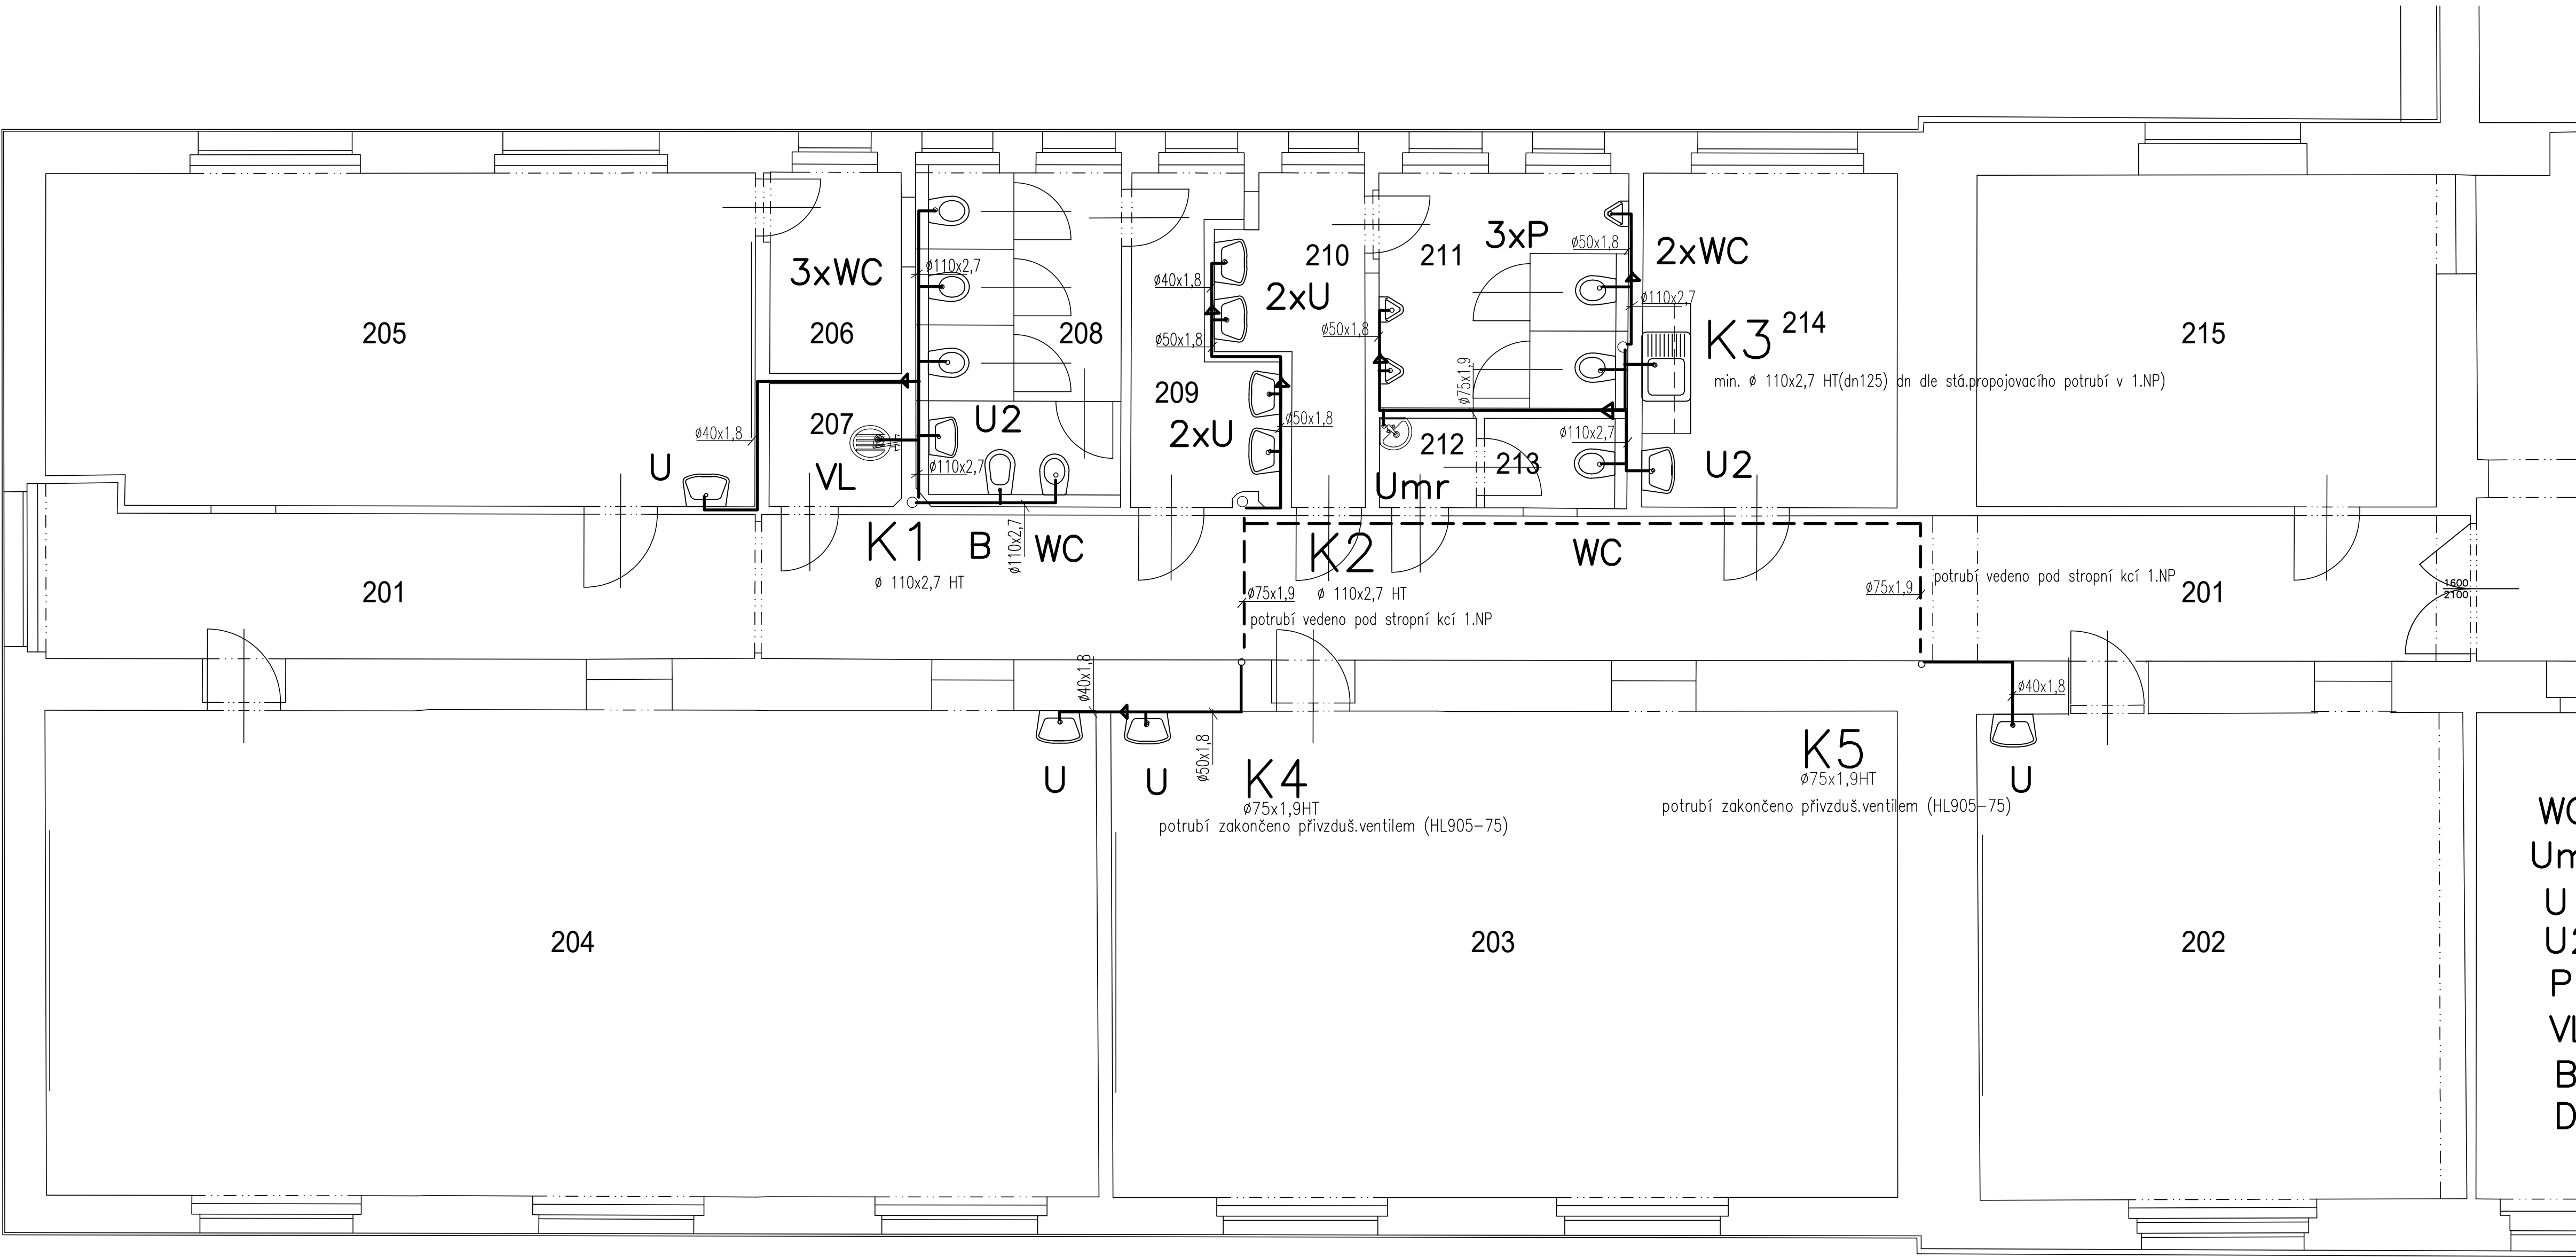 3xWC
ø110x2,7
205
206
208
207
VL
U
ø40x1,8
U2
ø110x2,7
K1
ø 110x2,7 HT
B
WC
ø110x2,7
ø40x1,8
ø50x1,8
2xU
210
211
209
2xU
ø50x1,8
ø50x1,8
3xP
ø50x1,8
2xWC
ø110x2,7
K3
214
min. ø 110x2,7 HT(dn125) dn dle stá.propojovacího potrubí v 1.NP)
215
ø75x1,9
212
Umr
213
ø110x2,7
U2
201
K2
ø75x1,9
ø 110x2,7 HT
potrubí vedeno pod stropní kcí 1.NP
WC
ø75x1,9
potrubí vedeno pod stropní kcí 1.NP
201
1600
2100
ø40x1,8
U
U
ø50x1,8
K4
ø75x1,9HT
potrubí zakončeno přivzduš.ventilem (HL905-75)
K5
ø75x1,9HT
potrubí zakončeno přivzduš.ventilem (HL905-75)
ø40x1,8
U
204
203
202
U
P
B
D